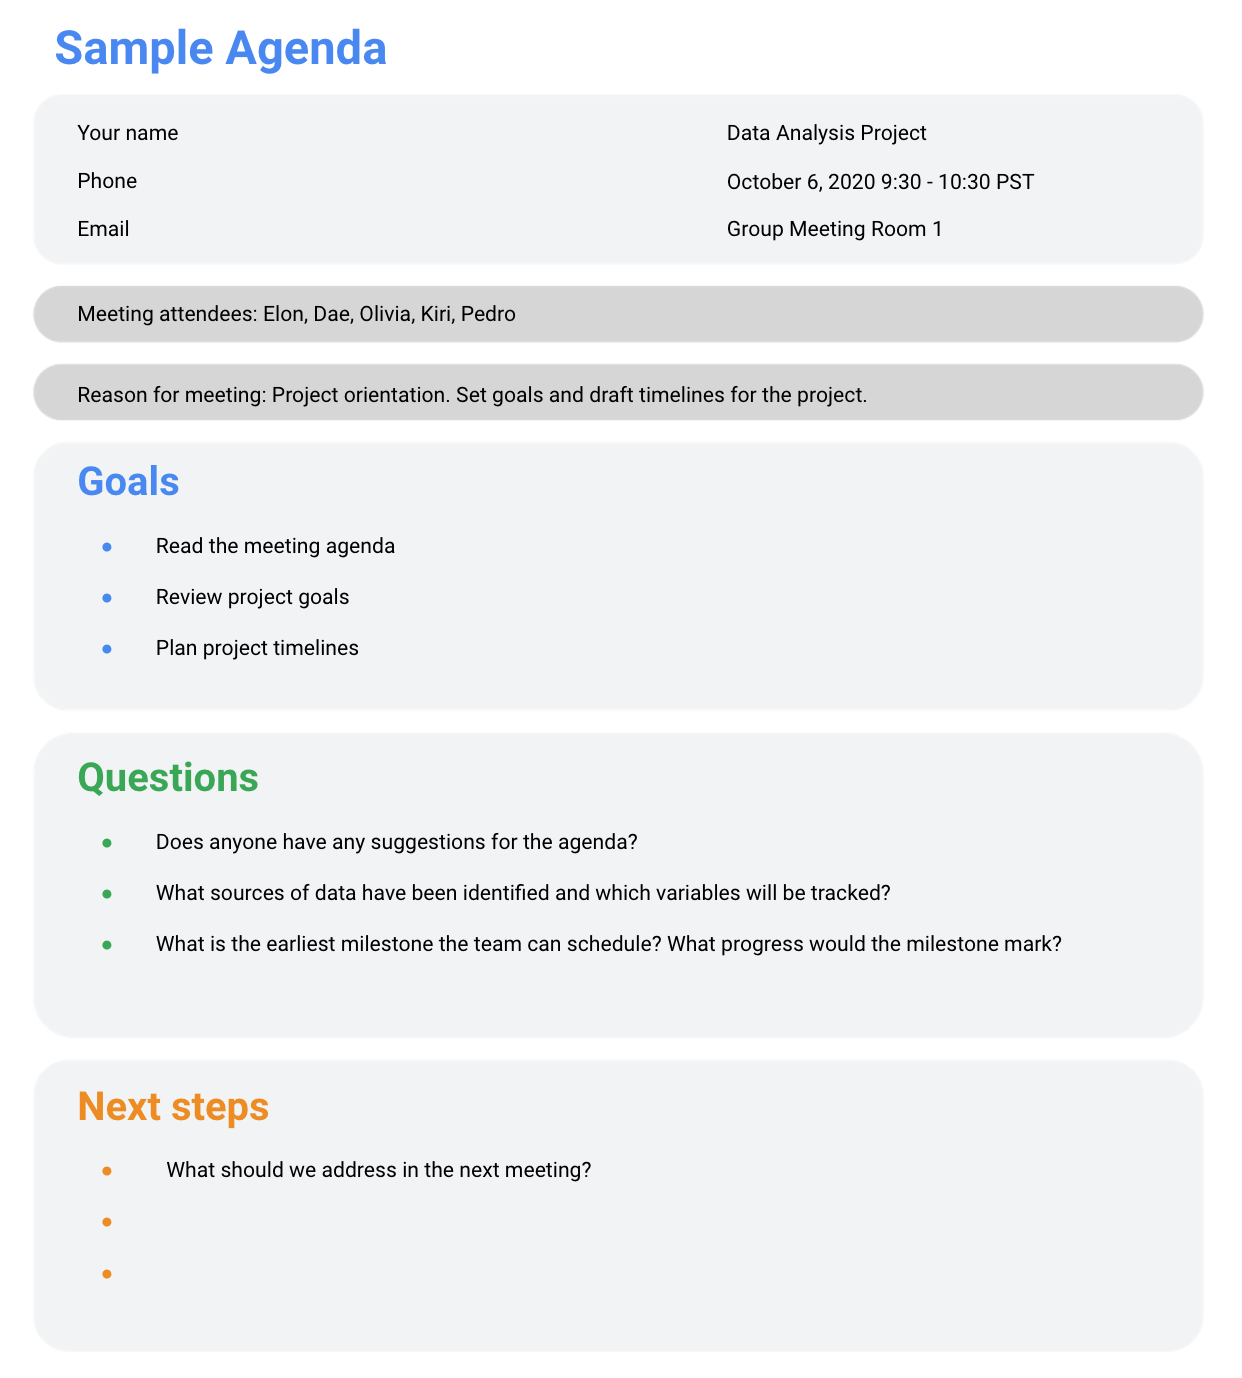 Sample Agenda
Your name
Data Analysis Project
Phone
October 6, 2020 9:30 - 10:30 PST
Email
Group Meeting Room 1
Meeting attendees: Elon, Dae, Olivia, Kiri, Pedro
Reason for meeting: Project orientation. Set goals and draft timelines for the project.
Goals
● Read the meeting agenda
● Review project goals
● Plan project timelines
Questions
● Does anyone have any suggestions for the agenda?
● What sources of data have been identified and which variables will be tracked?
● What is the earliest milestone the team can schedule? What progress would the milestone mark?
Next steps
● What should we address in the next meeting?
●
●